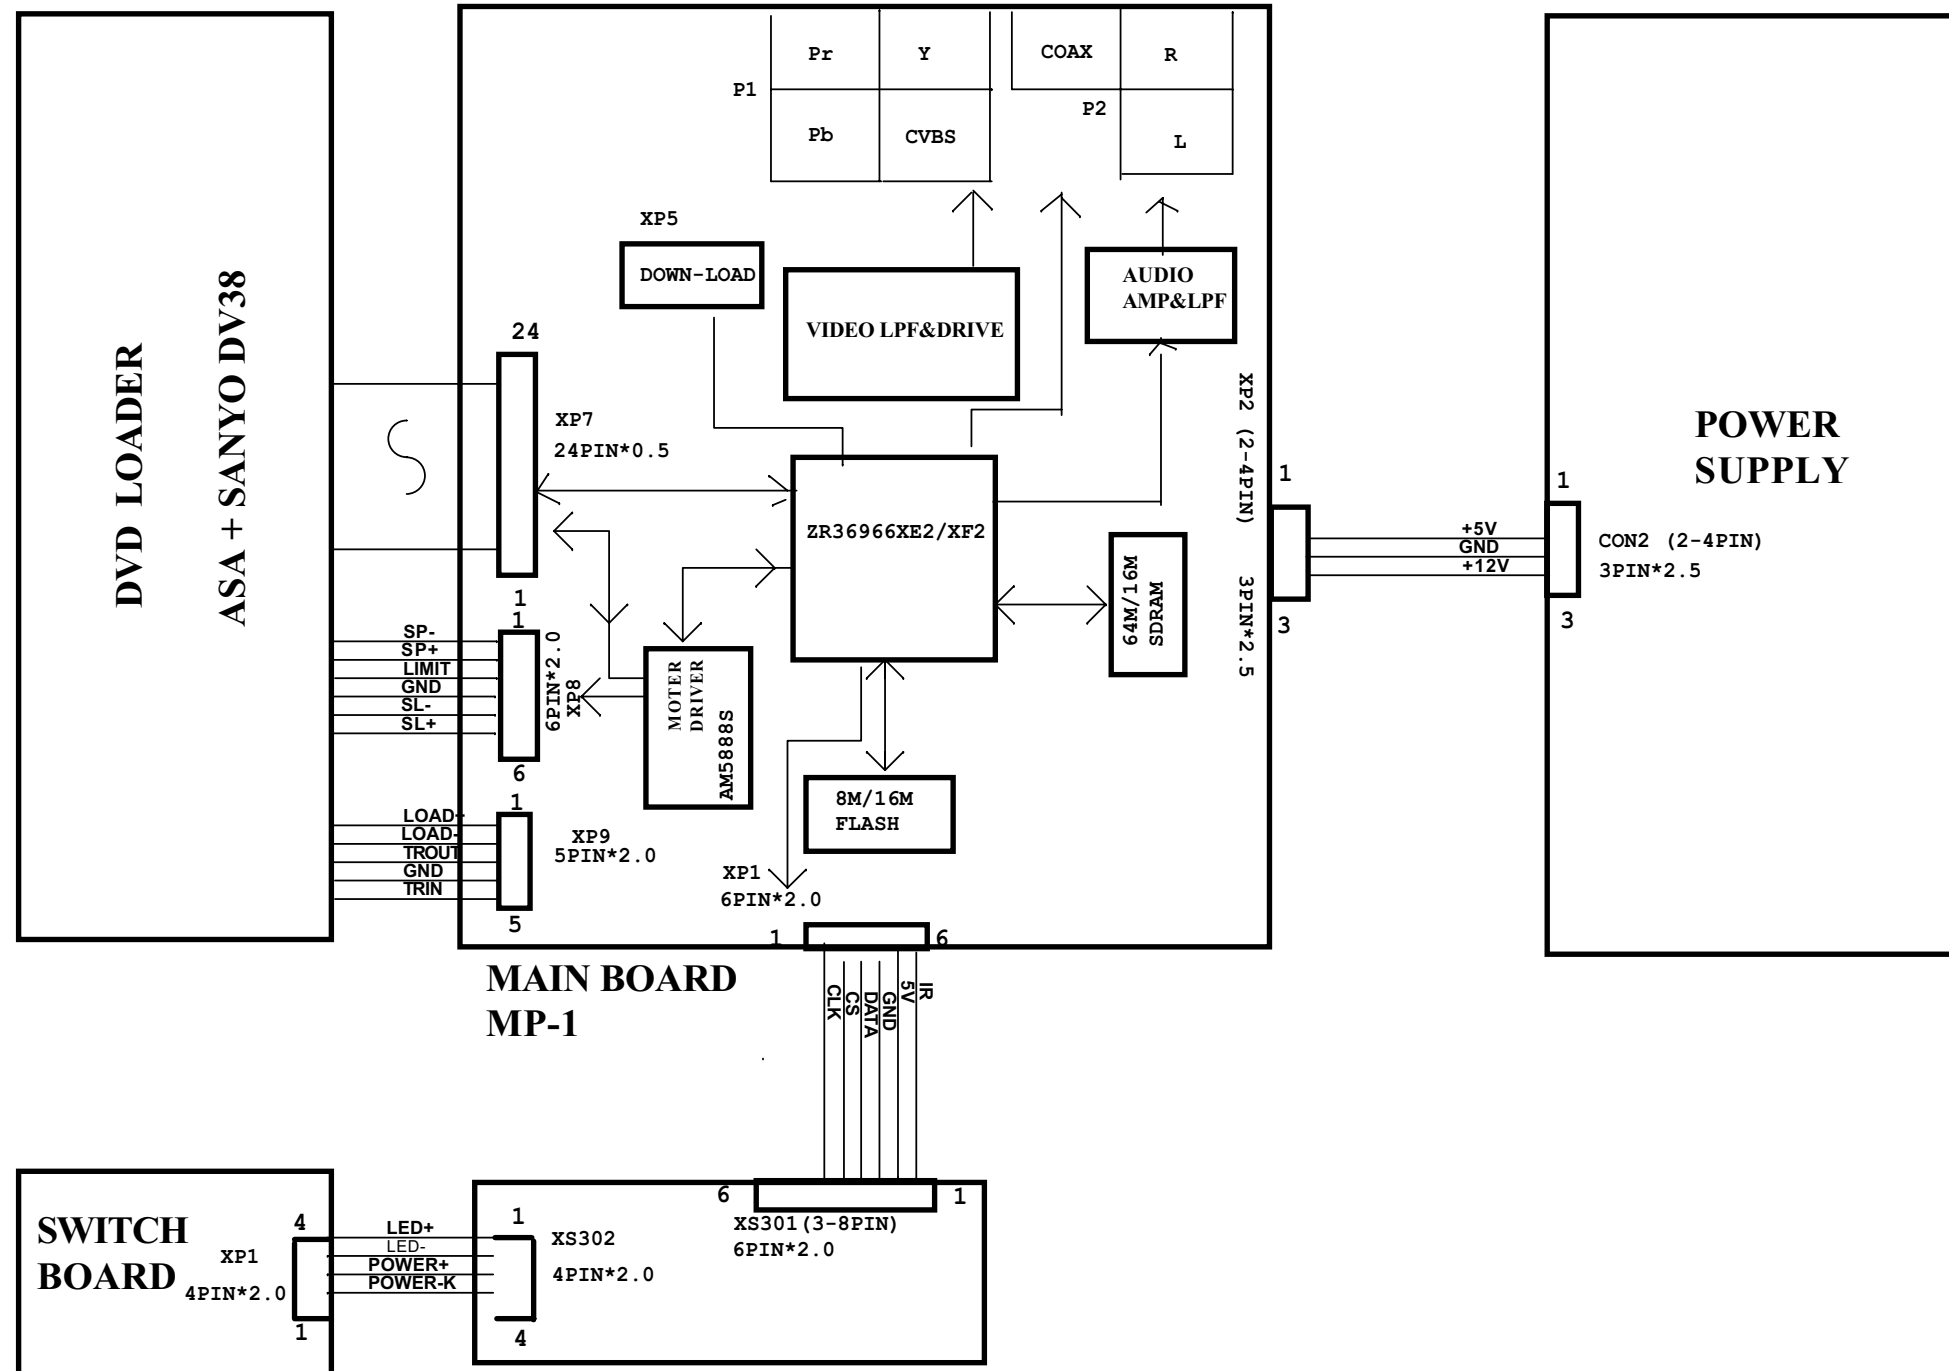 Pr
Y
COAX
R
P1
P2
Pb
CVBS
L
XP5
DOWN-LOAD
AUDIO
AMP&LPF
VIDEO LPF&DRIVE
DVD LOADER
ASA + SANYO DV38
24
XP7
24PIN*0.5
1
XP2 (2-4PIN)
3PIN*2.5
1
3
POWER
SUPPLY
1
+5V
GND
+12V
CON2 (2-4PIN)
3PIN*2.5
3
ZR36966XE2/XF2
64M/16M
SDRAM
1
SP-
SP+
LIMIT
GND
SL-
SL+
6PIN*2.0
XP8
6
MOTER
DRIVER
AM5888S
8M/16M
FLASH
1
LOAD+
LOAD-
TROUT
GND
TRIN
XP9
5PIN*2.0
5
XP1
6PIN*2.0
1
6
MAIN BOARD
MP-1
CLK
CS
DATA
GND
5V
IR
SWITCH
BOARD
XP1
4PIN*2.0
4
1
LED+
LED-
POWER+
POWER-K
1
XS302
4PIN*2.0
4
6
1
XS301(3-8PIN)
6PIN*2.0